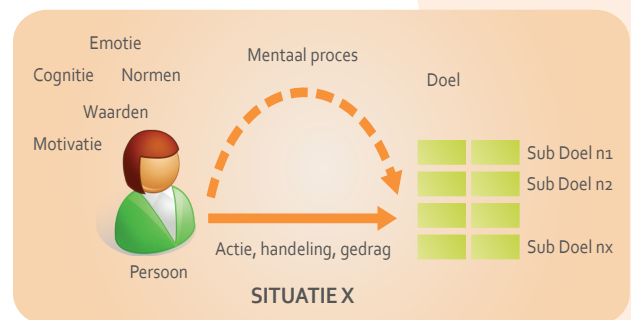 Emotie
Cognitie Normen
Waarden
Motivatie
Persoon
Mentaal proces
Actie, handeling, gedrag
SITUATIE X
Doel
Sub Doel n1
Sub Doel n2
Sub Doel nx